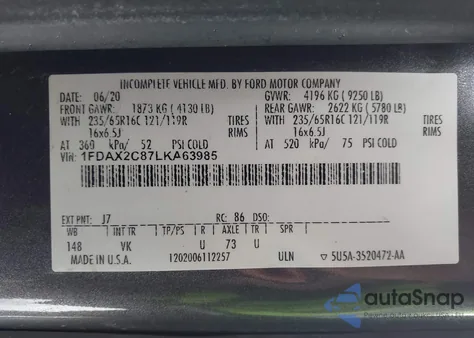 INCOMPLETE VEHICLE MFD. BY FORD MOTOR COMPANY
DATE: 06/20 GVWR: 4196 KG (9250 LB)
FRONT GAWR: 1873 KG (4130 LB) REAR GAWR: 2622 KG (5780 LB)
WITH 235/65R16C 121/119R TIRES WITH 235/65R16C 121/119R TIRES
16x6.5J RIMS 16x6.5J RIMS
AT 360 kPa/ 52 PSI COLD AT 520 kPa/ 75 PSI COLD
VIN: 1FDAX2C87LKA63985
EXT PNT: J7 RC: 86 DSO:
WB INT TR TP/PS R AXLE TR SPR
148 VK U 73 U
MADE IN U.S.A. 1202006112257 ULN ▽ 5U5A-3520472-AA
autoSnap